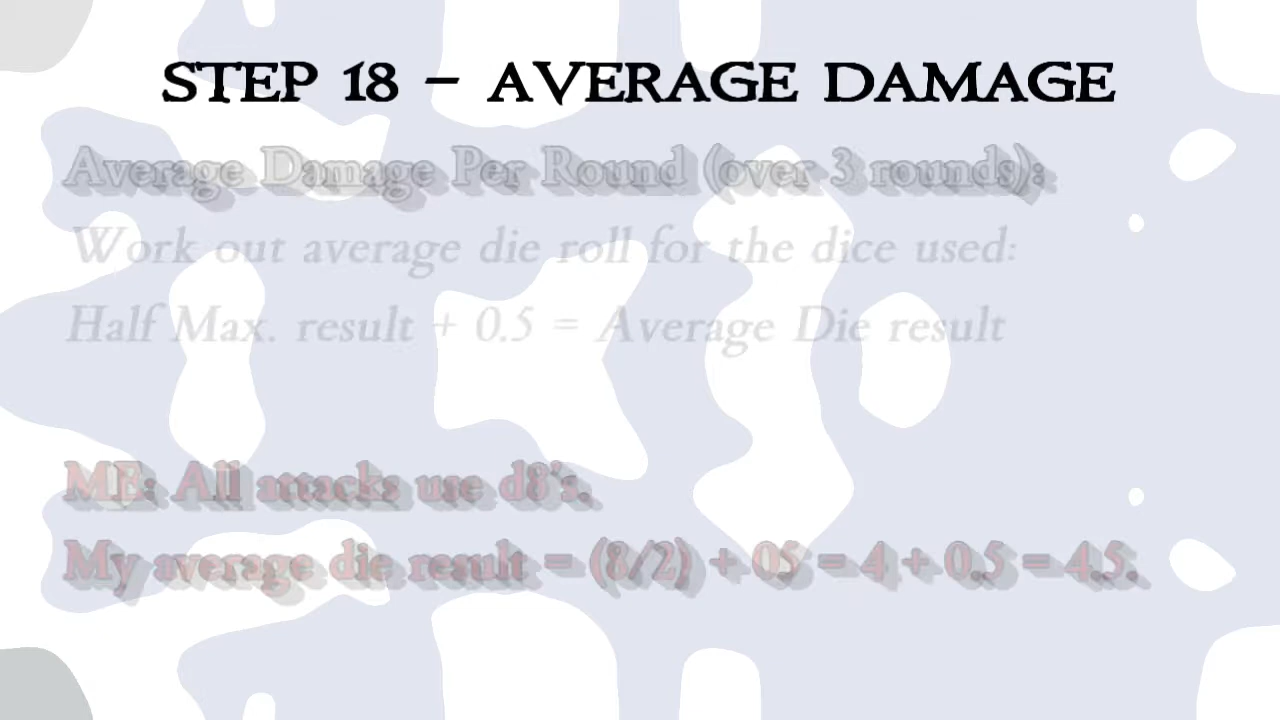 STEP 18 – AVERAGE DAMAGE
Average Damage Per Round (over 3 rounds):
Work out average die roll for the dice used:
Half Max. result + 0.5 = Average Die result
ME: All attacks use d8's.
My average die result = (8/2) + 05 = 4 + 0.5 = 4.5.